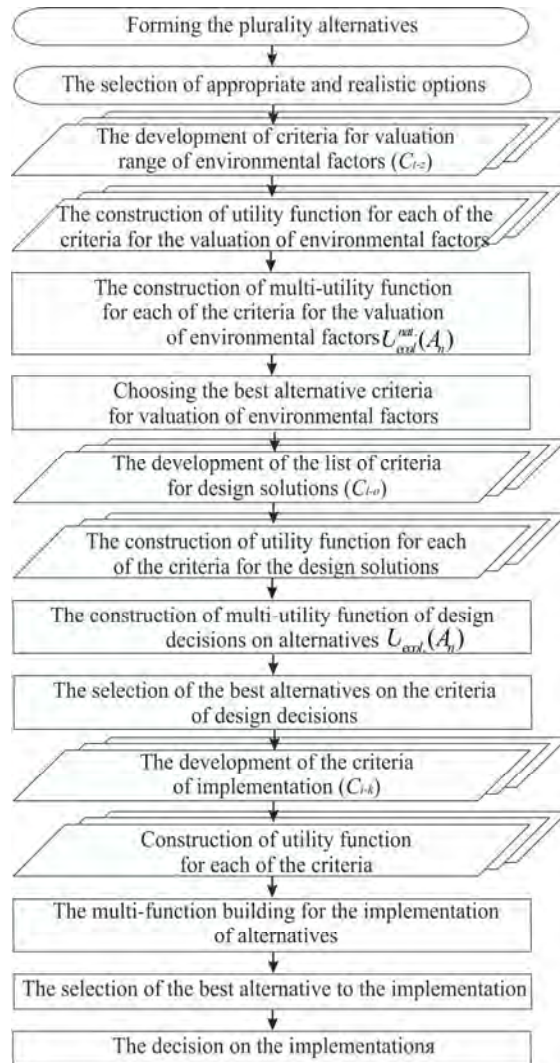 Forming the plurality alternatives
The selection of appropriate and realistic options
The development of criteria for valuation
range of environmental factors (C₁₋z)
The construction of utility function for each of the
criteria for the valuation of environmental factors
The construction of multi-utility function
for each of the criteria for the valuation
of environmental factors U_ecol^nat.(Aₙ)
Choosing the best alternative criteria
for valuation of environmental factors
The development of the list of criteria
for design solutions (C₁₋o)
The construction of utility function for each
of the criteria for the design solutions
The construction of multi-utility function of design
decisions on alternatives U_ecol.(Aₙ)
The selection of the best alternatives on the criteria
of design decisions
The development of the criteria
of implementation (C₁₋k)
Construction of utility function
for each of the criteria
The multi-function building for the implementation
of alternatives
The selection of the best alternative to the implementation
The decision on the implementationя